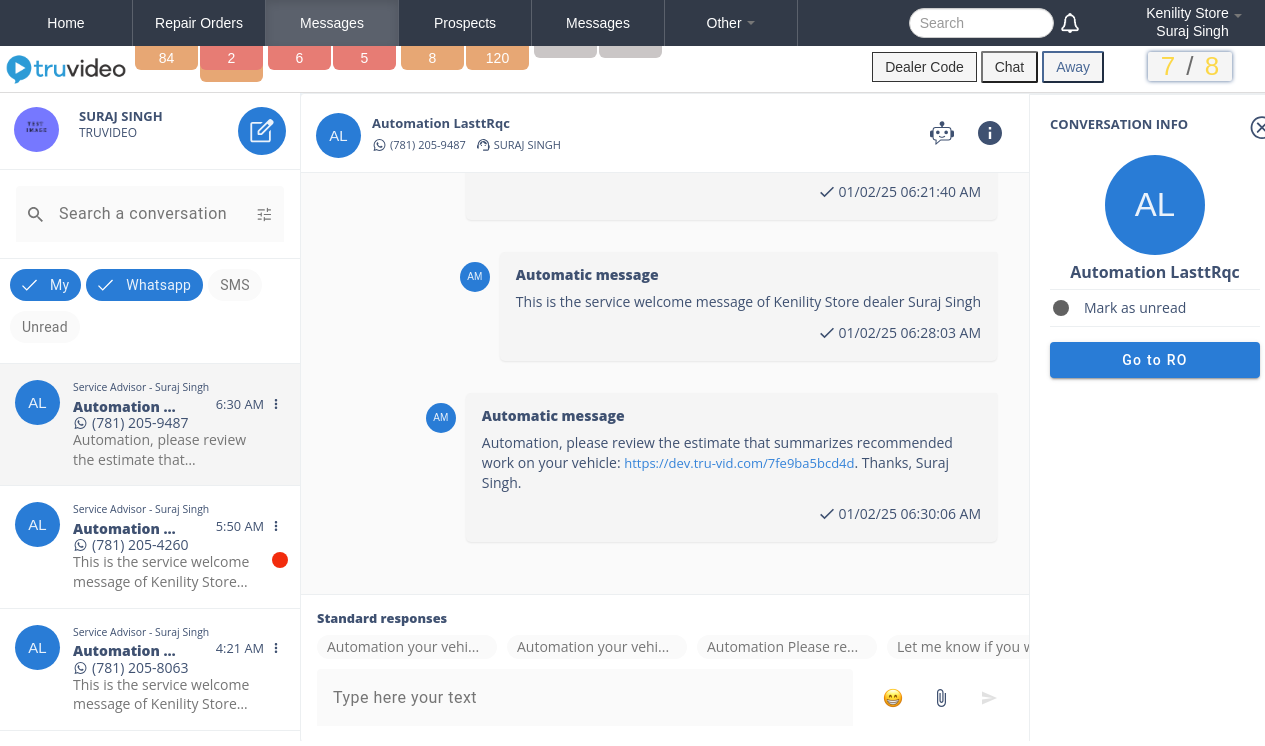 Home
Repair Orders
Messages
Prospects
Messages
Other
Search
Kenility Store
Suraj Singh
truvideo
84
2
6
5
8
120
Dealer Code
Chat
Away
7 / 8
TEST
IMAGE
SURAJ SINGH
TRUVIDEO
Search a conversation
My
Whatsapp
SMS
Unread
AL
Service Advisor - Suraj Singh
Automation ...
6:30 AM
(781) 205-9487
Automation, please review
the estimate that...
AL
Service Advisor - Suraj Singh
Automation ...
5:50 AM
(781) 205-4260
This is the service welcome
message of Kenility Store...
AL
Service Advisor - Suraj Singh
Automation ...
4:21 AM
(781) 205-8063
This is the service welcome
message of Kenility Store...
AL
Automation LasttRqc
(781) 205-9487 SURAJ SINGH
01/02/25 06:21:40 AM
AM
Automatic message
This is the service welcome message of Kenility Store dealer Suraj Singh
01/02/25 06:28:03 AM
AM
Automatic message
Automation, please review the estimate that summarizes recommended
work on your vehicle: https://dev.tru-vid.com/7fe9ba5bcd4d. Thanks, Suraj
Singh.
01/02/25 06:30:06 AM
Standard responses
Automation your vehi...
Automation your vehi...
Automation Please re...
Let me know if you
Type here your text
CONVERSATION INFO
AL
Automation LasttRqc
Mark as unread
Go to RO